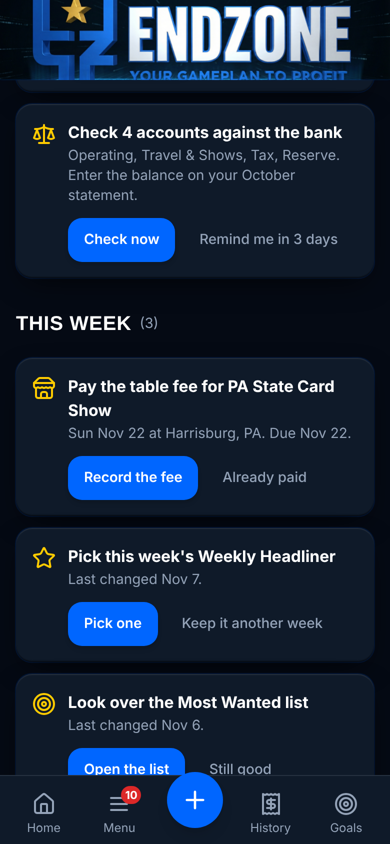 ENDZONE
YOUR GAMEPLAN TO PROFIT
Check 4 accounts against the bank
Operating, Travel & Shows, Tax, Reserve.
Enter the balance on your October
statement.
Check now
Remind me in 3 days
THIS WEEK (3)
Pay the table fee for PA State Card
Show
Sun Nov 22 at Harrisburg, PA. Due Nov 22.
Record the fee
Already paid
Pick this week's Weekly Headliner
Last changed Nov 7.
Pick one
Keep it another week
Look over the Most Wanted list
Last changed Nov 6.
Open the list
Still good
10
Home
Menu
History
Goals